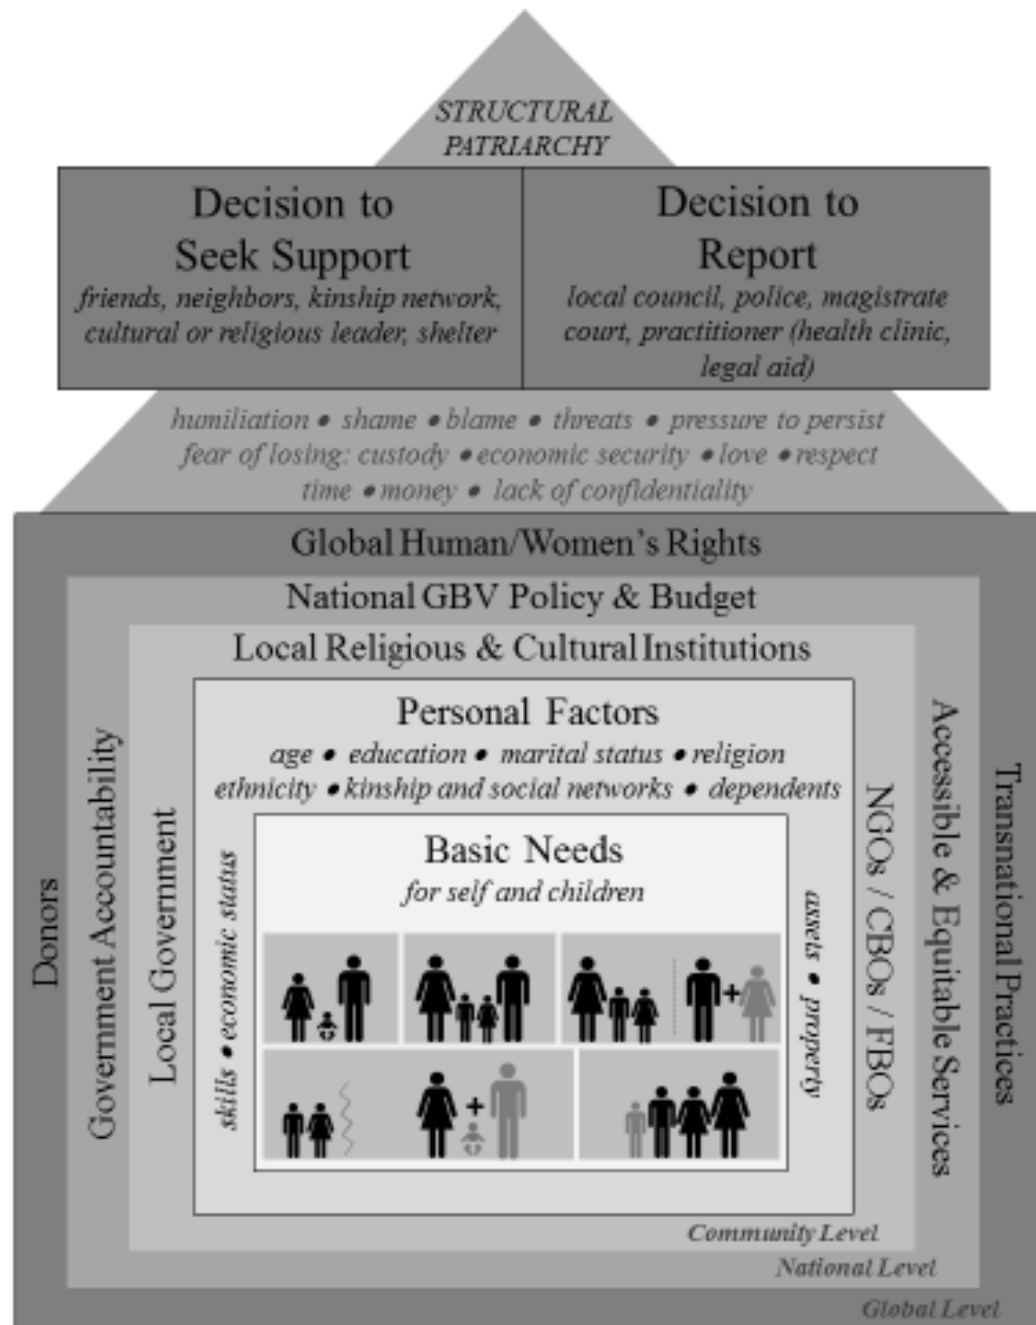 STRUCTURAL
PATRIARCHY
Decision to
Seek Support
friends, neighbors, kinship network,
cultural or religious leader, shelter
Decision to
Report
local council, police, magistrate
court, practitioner (health clinic,
legal aid)
humiliation ● shame ● blame ● threats ● pressure to persist
fear of losing: custody ● economic security ● love ● respect
time ● money ● lack of confidentiality
Global Human/Women's Rights
National GBV Policy & Budget
Local Religious & Cultural Institutions
Personal Factors
age ● education ● marital status ● religion
ethnicity ● kinship and social networks ● dependents
Basic Needs
for self and children
Donors
Government Accountability
Local Government
skills ● economic status
assets ● property
NGOs / CBOs / FBOs
Accessible & Equitable Services
Transnational Practices
+
+
Community Level
National Level
Global Level